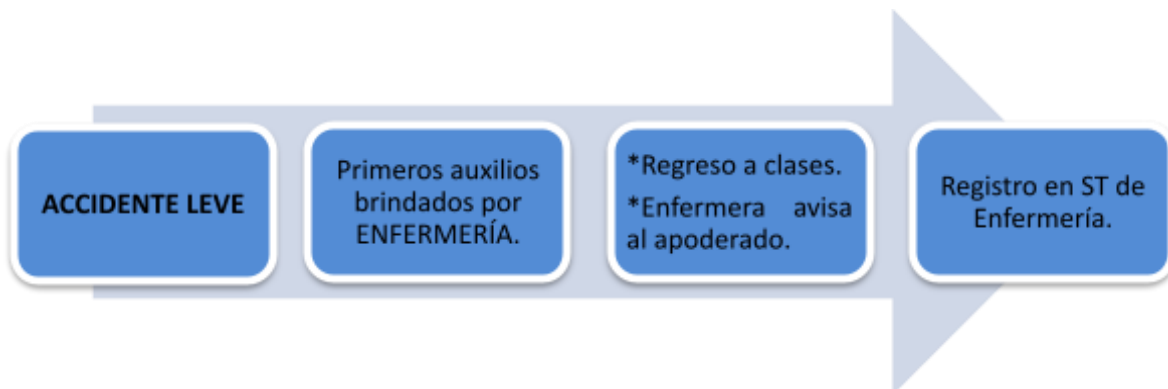 ACCIDENTE LEVE
Primeros auxilios
brindados por
ENFERMERÍA.
*Regreso a clases.
*Enfermera avisa
al apoderado.
Registro en ST de
Enfermería.